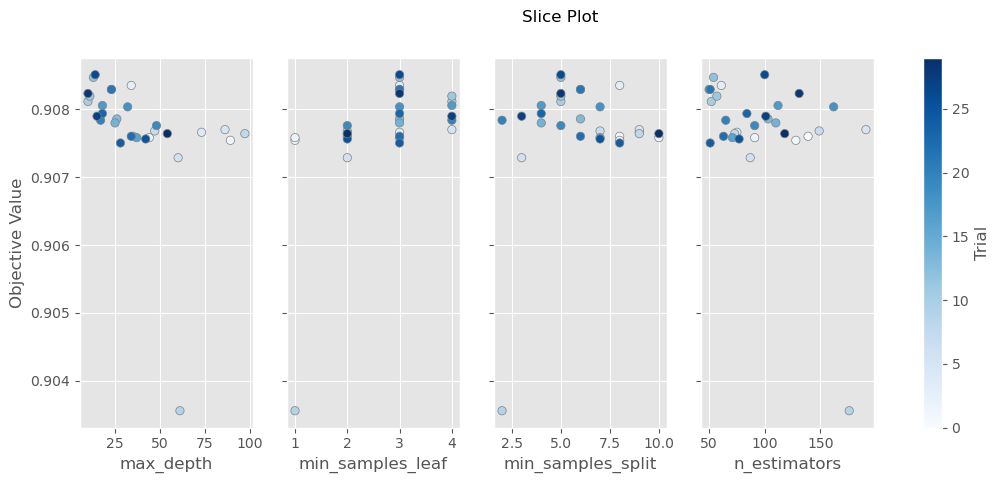 Slice Plot
Objective Value
0.908
0.907
0.906
0.905
0.904
25 50 75 100
max_depth
1 2 3 4
min_samples_leaf
2.5 5.0 7.5 10.0
min_samples_split
50 100 150
n_estimators
25
20
15
10
5
0
Trial